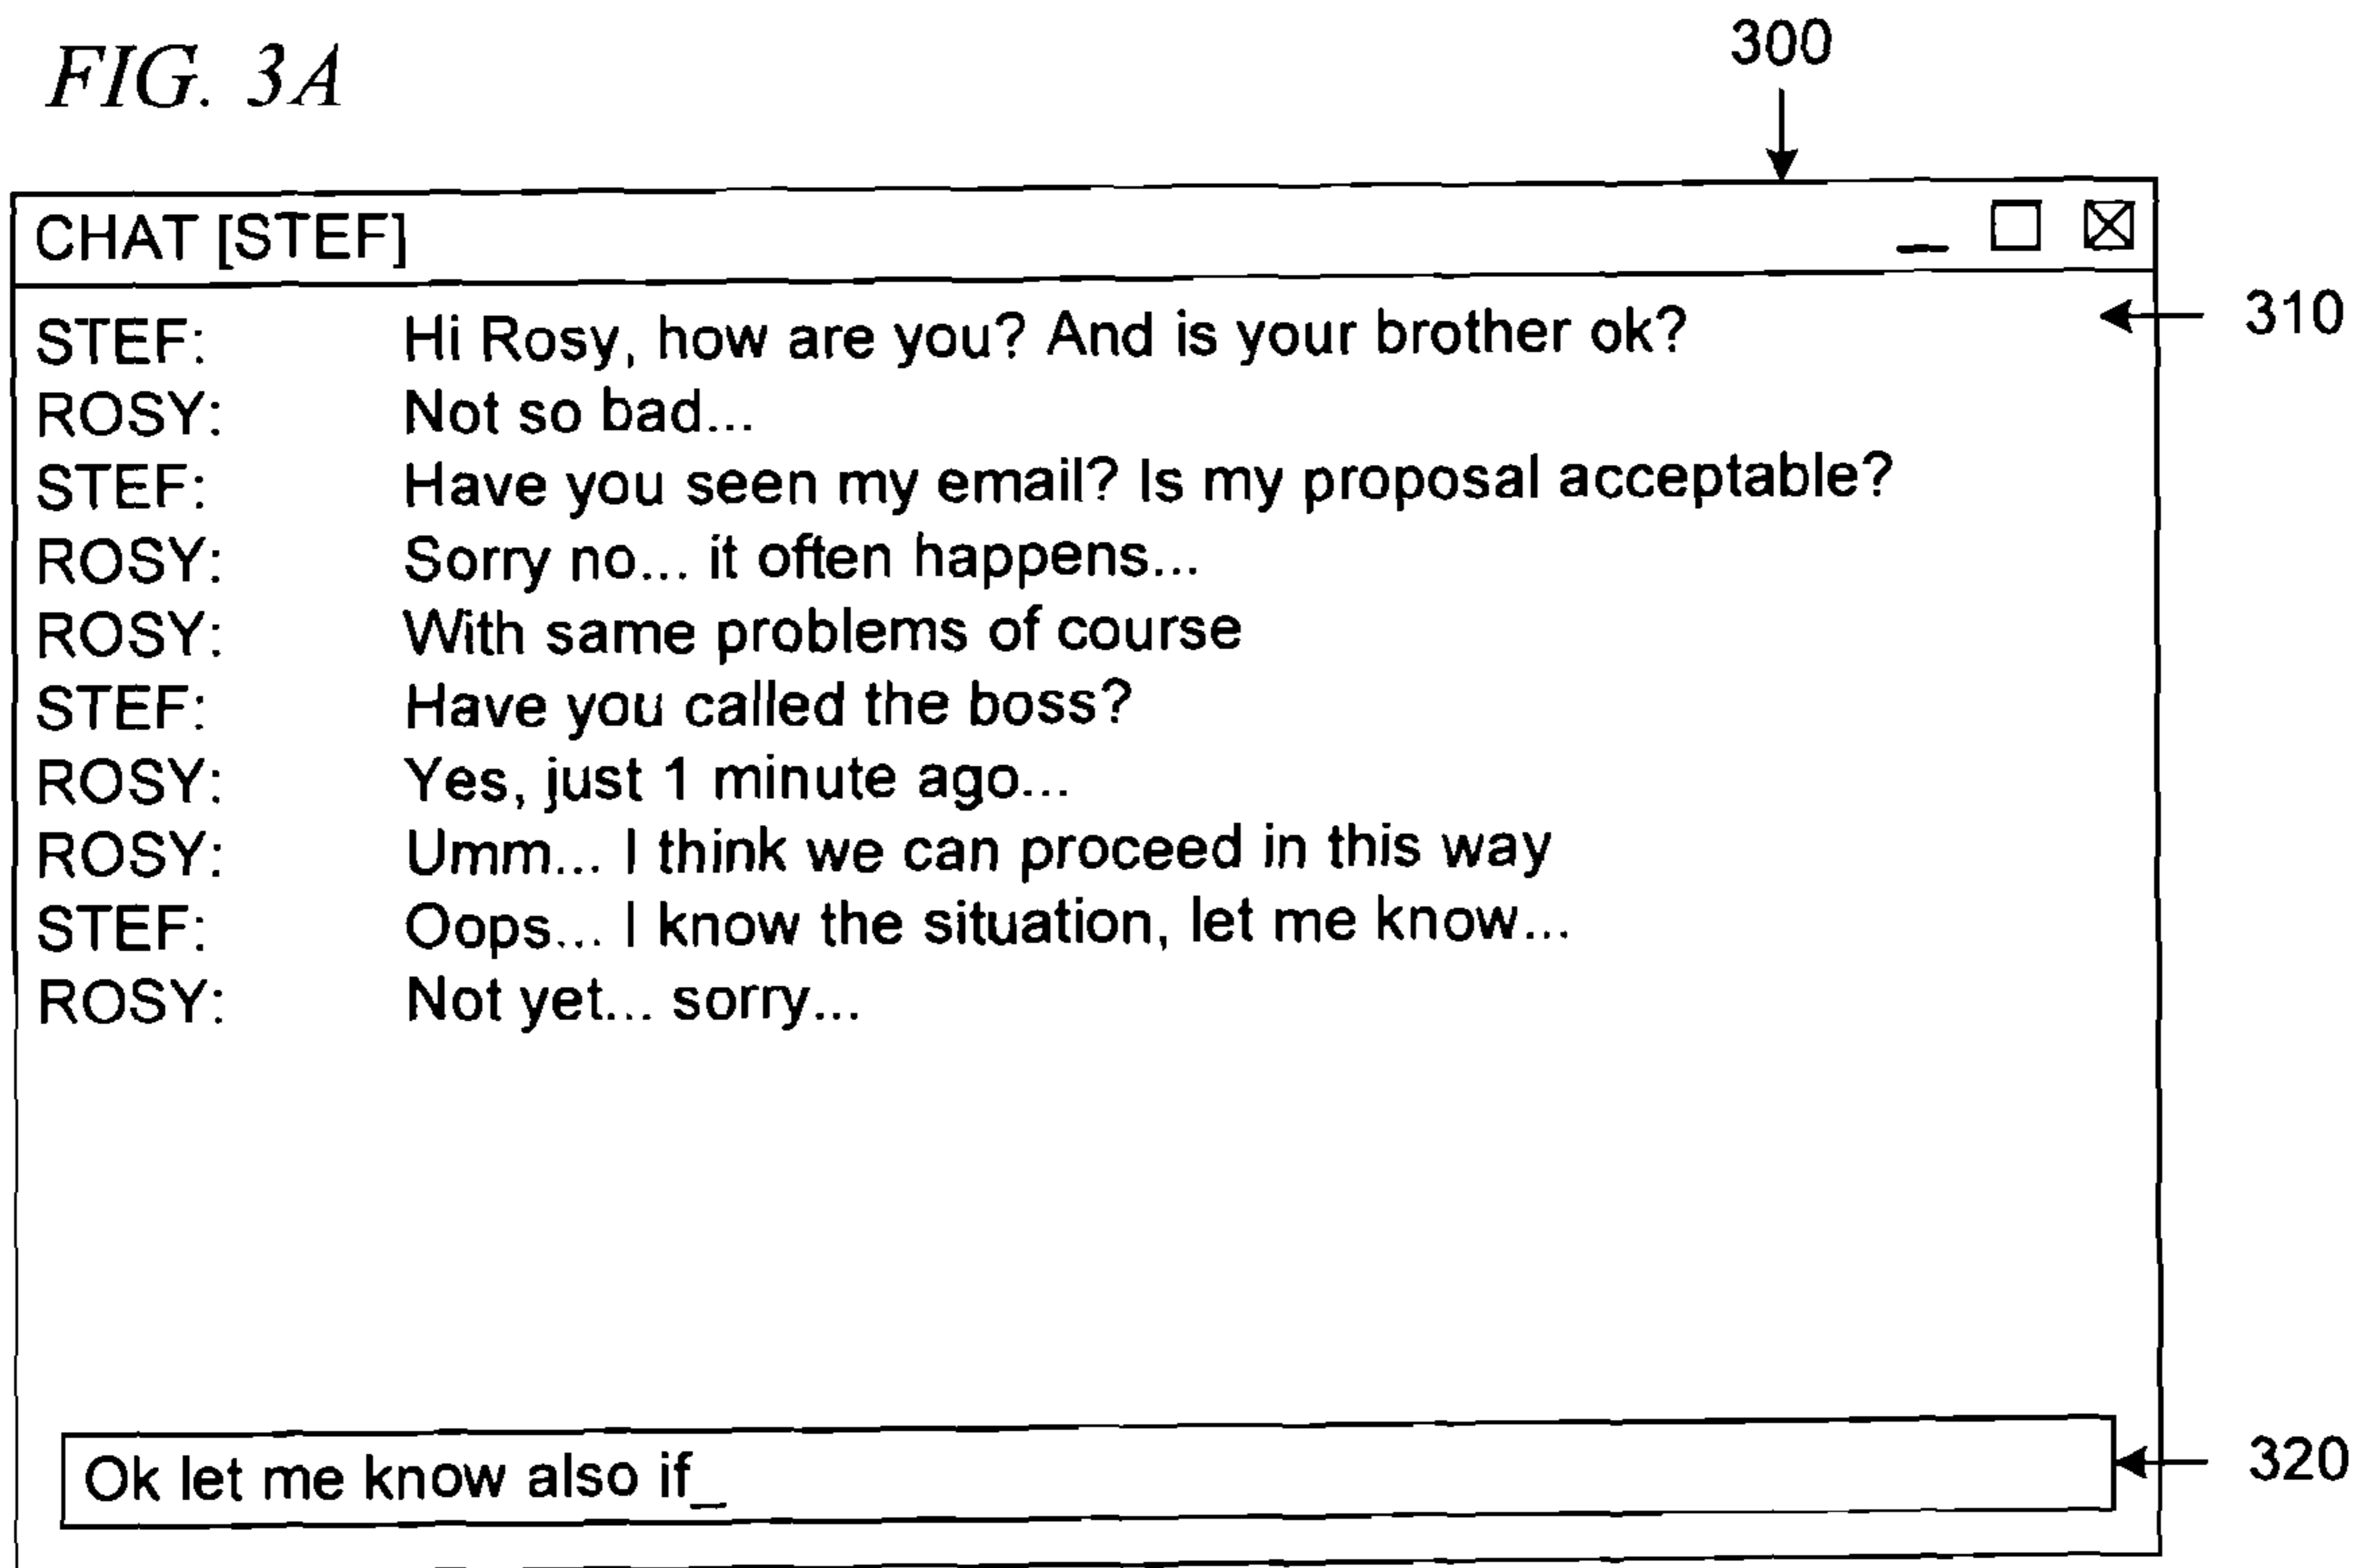 FIG. 3A
300
CHAT [STEF]
310
STEF: Hi Rosy, how are you? And is your brother ok?
ROSY: Not so bad...
STEF: Have you seen my email? Is my proposal acceptable?
ROSY: Sorry no... it often happens...
ROSY: With same problems of course
STEF: Have you called the boss?
ROSY: Yes, just 1 minute ago...
ROSY: Umm... I think we can proceed in this way
STEF: Oops... I know the situation, let me know...
ROSY: Not yet... sorry...
Ok let me know also if_
320